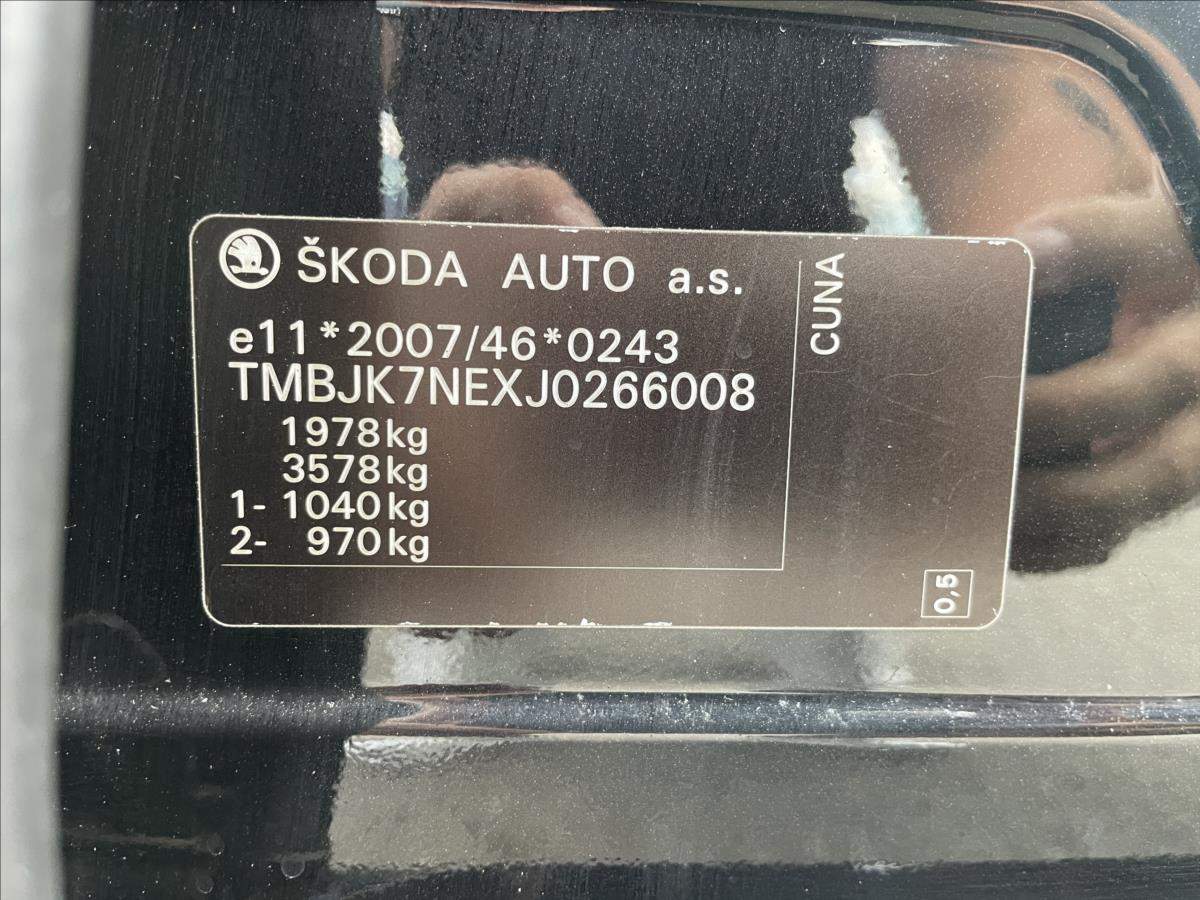 ŠKODA AUTO a.s.
e11*2007/46*0243
TMBJK7NEXJ0266008
1978kg
3578kg
1- 1040kg
2- 970kg
CUNA
0,5